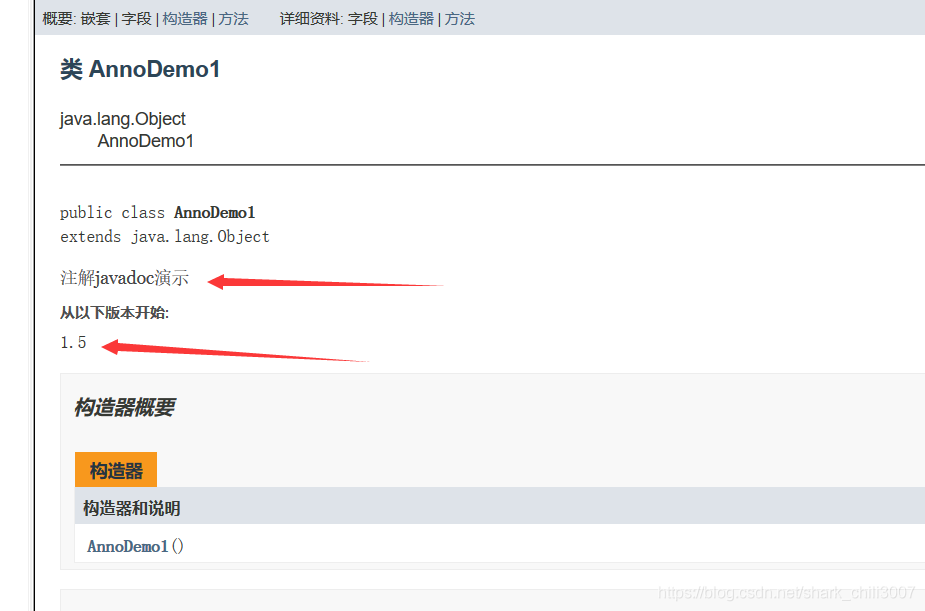 概要: 嵌套 | 字段 | 构造器 | 方法 详细资料: 字段 | 构造器 | 方法
类 AnnoDemo1
java.lang.Object
AnnoDemo1
public class AnnoDemo1
extends java.lang.Object
注解javadoc演示
从以下版本开始:
1.5
构造器概要
构造器
构造器和说明
AnnoDemo1()
https://blog.csdn.net/shark_chili3007